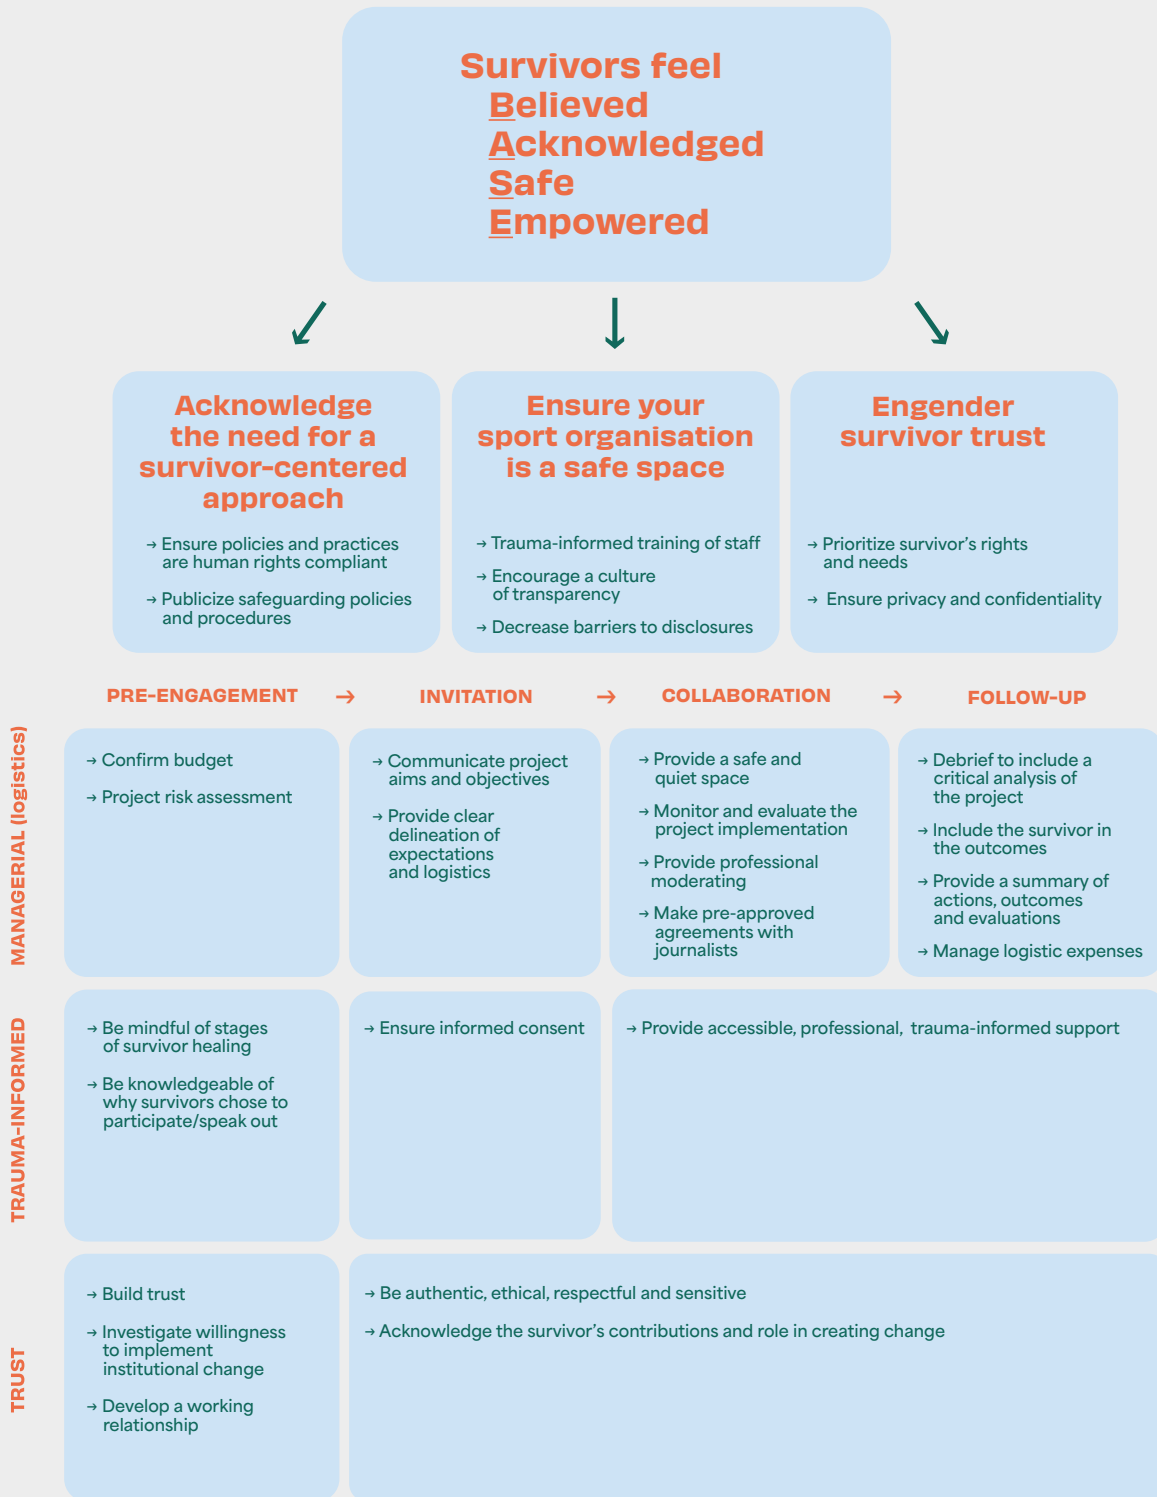 Survivors feel
Believed
Acknowledged
Safe
Empowered
Acknowledge
the need for a
survivor-centered
approach
→ Ensure policies and practices
are human rights compliant
→ Publicize safeguarding policies
and procedures
Ensure your
sport organisation
is a safe space
→ Trauma-informed training of staff
→ Encourage a culture
of transparency
→ Decrease barriers to disclosures
Engender
survivor trust
→ Prioritize survivor’s rights
and needs
→ Ensure privacy and confidentiality
PRE-ENGAGEMENT → INVITATION → COLLABORATION → FOLLOW-UP
MANAGERIAL (logistics)
→ Confirm budget
→ Project risk assessment
→ Communicate project
aims and objectives
→ Provide clear
delineation of
expectations
and logistics
→ Provide a safe and
quiet space
→ Monitor and evaluate the
project implementation
→ Provide professional
moderating
→ Make pre-approved
agreements with
journalists
→ Debrief to include a
critical analysis of
the project
→ Include the survivor in
the outcomes
→ Provide a summary of
actions, outcomes
and evaluations
→ Manage logistic expenses
TRAUMA-INFORMED
→ Be mindful of stages
of survivor healing
→ Be knowledgeable of
why survivors chose to
participate/speak out
→ Ensure informed consent
→ Provide accessible, professional, trauma-informed support
TRUST
→ Build trust
→ Investigate willingness
to implement
institutional change
→ Develop a working
relationship
→ Be authentic, ethical, respectful and sensitive
→ Acknowledge the survivor’s contributions and role in creating change